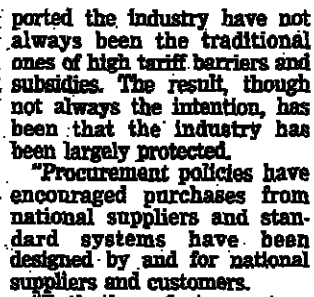 ported the industry have not
always been the traditional
ones of high tariff barriers and
subsidies. The result, though
not always the intention, has
been that the industry has
been largely protected.
"Procurement policies have
encouraged purchases from
national suppliers and stan-
dard systems have been
designed by and for national
suppliers and customers.